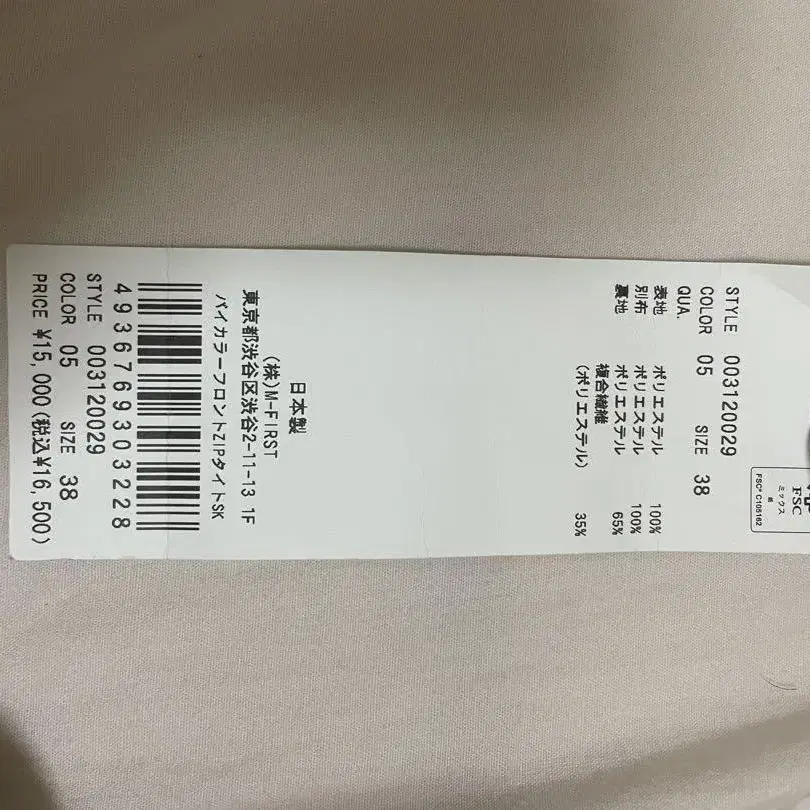 FSC
ミックス
紙
FSC® C105162
STYLE 003120029
COLOR 05 SIZE 38
QUA.
表地 ポリエステル 100%
別布 ポリエステル 100%
裏地 ポリエステル 65%
複合繊維
(ポリエステル) 35%
日本製
(株)M-FIRST
東京都渋谷区渋谷2-11-13 1F
バイカラーフロントZIPタイトSK
4936769303228
STYLE 003120029
COLOR 05 SIZE 38
PRICE ¥15,000(税込¥16,500)